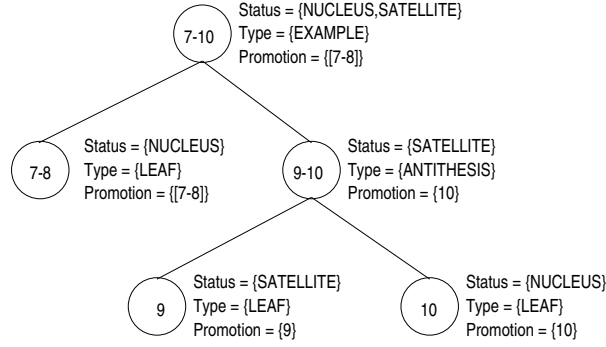 7-10
Status = {NUCLEUS,SATELLITE}
Type = {EXAMPLE}
Promotion = {[7-8]}
7-8
Status = {NUCLEUS}
Type = {LEAF}
Promotion = {[7-8]}
9-10
Status = {SATELLITE}
Type = {ANTITHESIS}
Promotion = {10}
9
Status = {SATELLITE}
Type = {LEAF}
Promotion = {9}
10
Status = {NUCLEUS}
Type = {LEAF}
Promotion = {10}